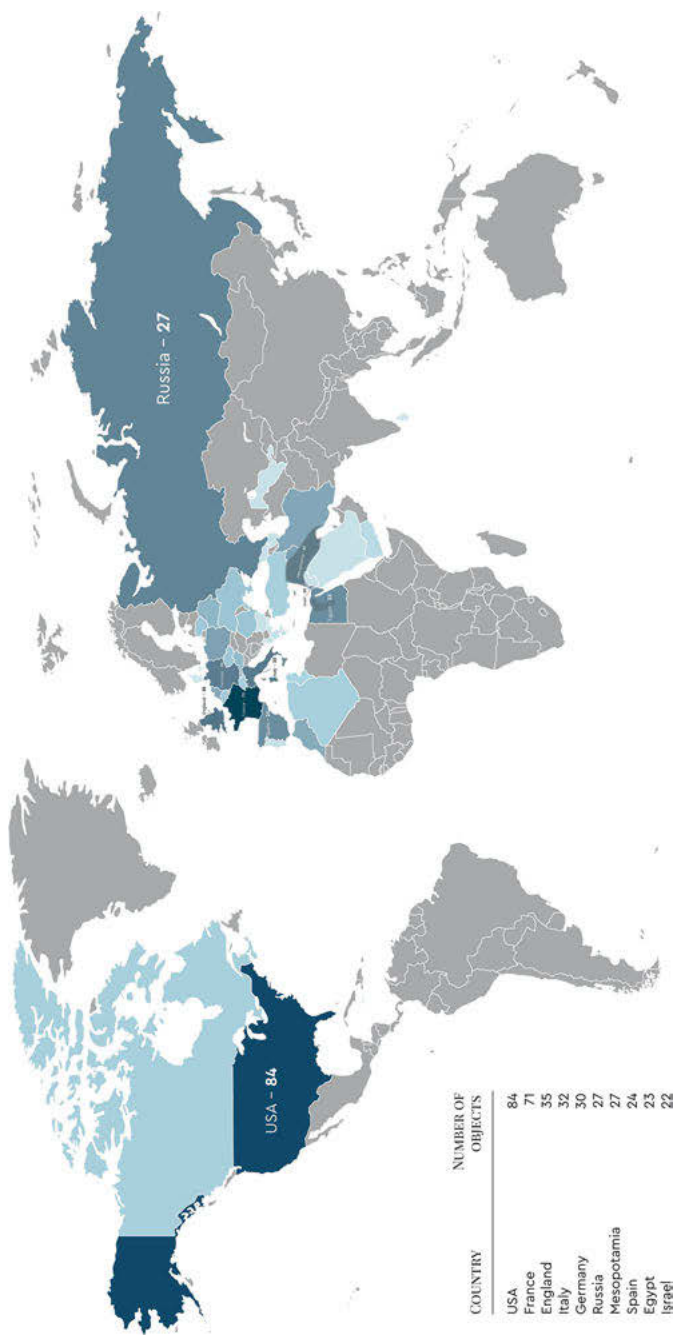 Russia – 27
USA – 84
COUNTRY NUMBER OF OBJECTS
USA 84
France 71
England 35
Italy 32
Germany 30
Russia 27
Mesopotamia 27
Spain 24
Egypt 23
Israel 22